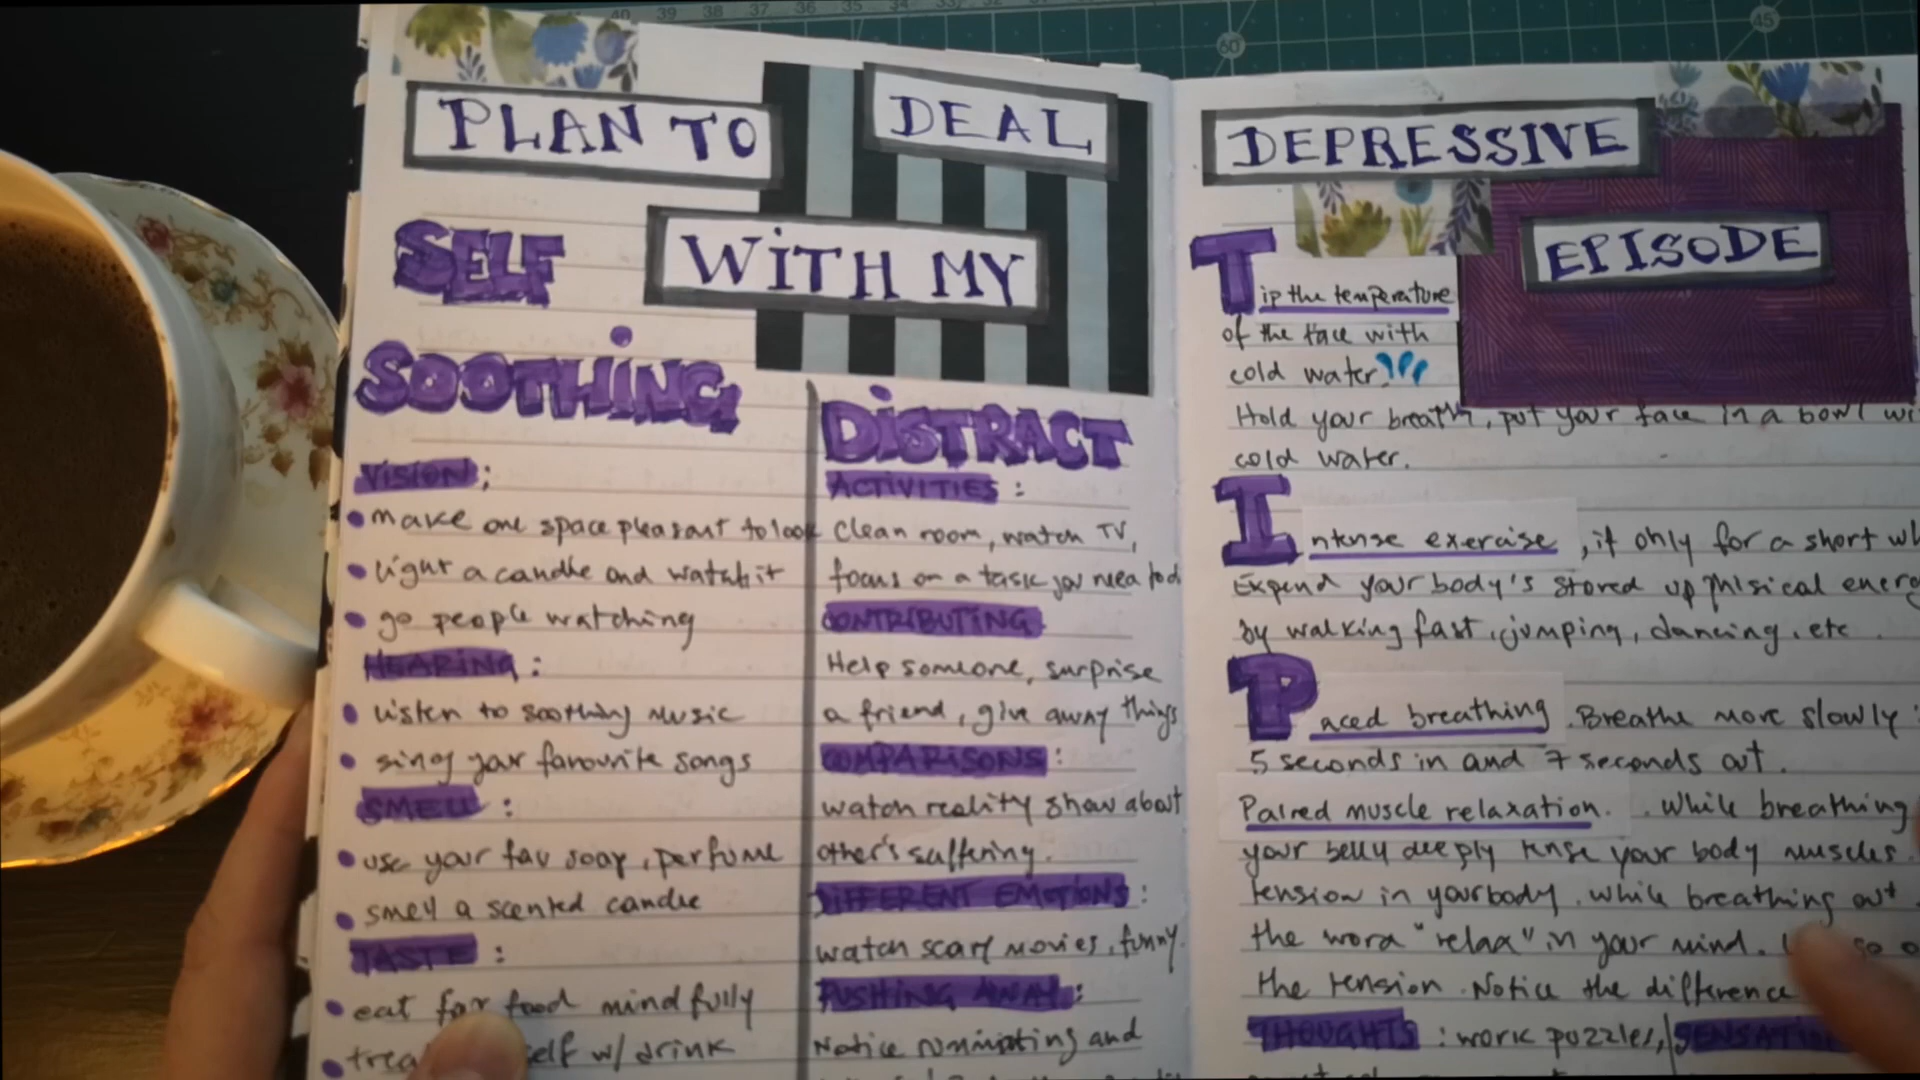 PLAN TO DEAL
WITH MY
SELF
SOOTHING
VISION:
make one space pleasant to look
light a candle and watch it
go people watching
HEARING:
listen to soothing music
sing your favourite songs
SMELL:
use your fav soap, perfume
smell a scented candle
TASTE:
eat fav food mindfully
w/ drink
DISTRACT
ACTIVITIES:
clean room, watch TV,
focus on a task you need to d
CONTRIBUTING
Help someone, surprise
a friend, give away things
COMPARISONS:
watch reality show about
other's suffering.
DIFFERENT EMOTIONS:
watch scary movies, funny
PUSHING AWAY:
Notice ruminating and
DEPRESSIVE
EPISODE
Tip the temperature
of the face with
cold water!
Hold your breath, put your face in a bowl wi
cold water.
Intense exercise, if only for a short wh
Expend your body's stored up phisical energ
by walking fast, jumping, dancing, etc.
Paced breathing. Breathe more slowly:
5 seconds in and 7 seconds out.
Paired muscle relaxation. While breathing
your belly deeply tense your body muscles.
tension in your body. While breathing out
the word "relax" in your mind.
the tension. Notice the difference
THOUGHTS: work puzzles, SENSATI